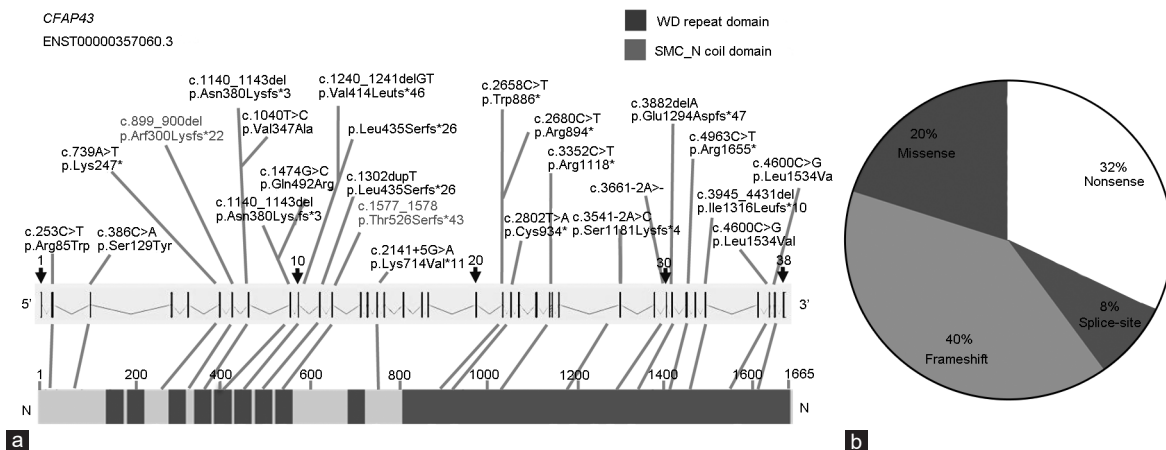 CFAP43
ENST00000357060.3
WD repeat domain
SMC_N coil domain
c.1140_1143del
p.Asn380Lysfs*3
c.1240_1241delGT
p.Val414Leuts*46
c.2658C>T
p.Trp886*
c.899_900del
p.Arf300Lysfs*22
c.1040T>C
p.Val347Ala
p.Leu435Serfs*26
c.2680C>T
p.Arg894*
c.3882delA
p.Glu1294Aspfs*47
c.4963C>T
p.Arg1655*
c.739A>T
p.Lys247*
c.1474G>C
p.Gln492Arg
c.1302dupT
p.Leu435Serfs*26
c.3352C>T
p.Arg1118*
c.4600C>G
p.Leu1534Va
c.1140_1143del
p.Asn380Lys.fs*3
c.1577_1578
p.Thr526Serfs*43
c.3661-2A>-
c.3945_4431del
p.Ile1316Leufs*10
c.253C>T
p.Arg85Trp
c.386C>A
p.Ser129Tyr
c.2802T>A
p.Cys934*
c.3541-2A>C
p.Ser1181Lysfs*4
c.4600C>G
p.Leu1534Val
c.2141+5G>A
p.Lys714Val*11
1 10 20 30 38
5' 3'
1 200 400 600 800 1000 1200 1400 1600 1665
N N
a
20%
Missense
32%
Nonsense
8%
Splice-site
40%
Frameshift
b